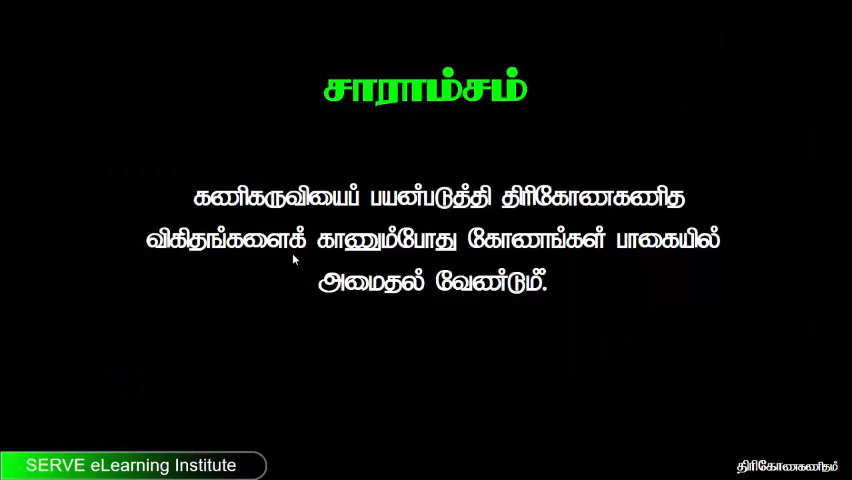 சாராம்சம்
கணிகருவியைப் பயன்படுத்தி திரிகோணகணித
விகிதங்களைக் காணும்போது கோணங்கள் பாகையில்
அமைதல் வேண்டும்.
SERVE eLearning Institute
திரிகோணகணிதம்